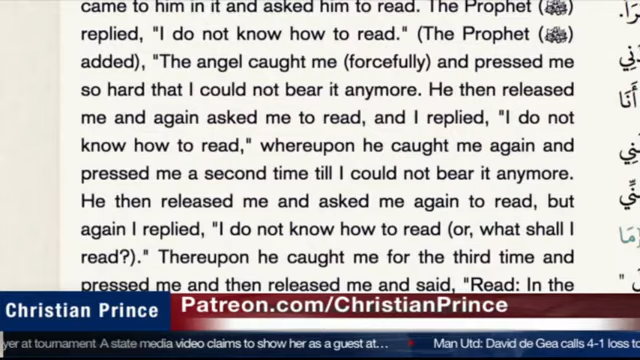 came to him in it and asked him to read. The Prophet (ﷺ)
replied, "I do not know how to read." (The Prophet (ﷺ)
added), "The angel caught me (forcefully) and pressed me
so hard that I could not bear it anymore. He then released
me and again asked me to read, and I replied, "I do not
know how to read," whereupon he caught me again and
pressed me a second time till I could not bear it anymore.
He then released me and asked me again to read, but
again I replied, "I do not know how to read (or, what shall I
read?)." Thereupon he caught me for the third time and
pressed me and then released me and said, "Read: In the
أَنَا
مَا
Christian Prince
Patreon.com/ChristianPrince
yer at tournament A state media video claims to show her as a guest at...
Man Utd: David de Gea calls 4-1 loss to